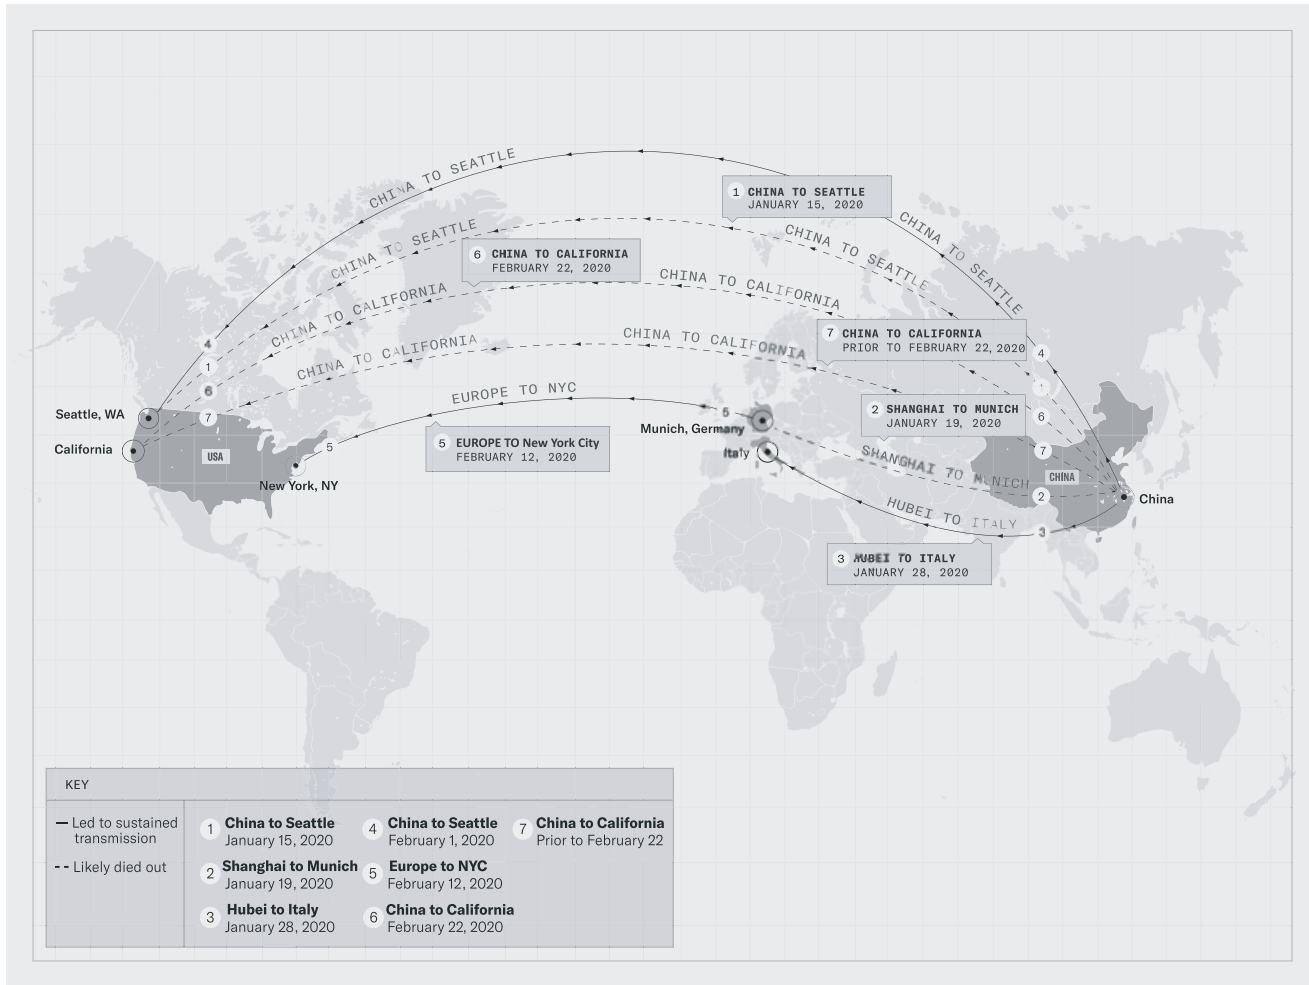 CHINA TO SEATTLE
1 CHINA TO SEATTLE
JANUARY 15, 2020
CHINA TO SEATTLE
CHINA TO SEATTLE
CHINA TO SEATTLE
6 CHINA TO CALIFORNIA
FEBRUARY 22, 2020
CHINA TO CALIFORNIA
CHINA TO CALIFORNIA
7 CHINA TO CALIFORNIA
PRIOR TO FEBRUARY 22, 2020
CHINA TO CALIFORNIA
CHINA TO CALIFORNIA
4
1
6
7
4
1
6
7
EUROPE TO NYC
Seattle, WA
California
USA
5
New York, NY
5 EUROPE TO New York City
FEBRUARY 12, 2020
5
Munich, Germany
Italy
2 SHANGHAI TO MUNICH
JANUARY 19, 2020
SHANGHAI TO MUNICH
CHINA
2
China
HUBEI TO ITALY
3
3 HUBEI TO ITALY
JANUARY 28, 2020
KEY
Led to sustained
transmission
Likely died out
1 China to Seattle
January 15, 2020
2 Shanghai to Munich
January 19, 2020
3 Hubei to Italy
January 28, 2020
4 China to Seattle
February 1, 2020
5 Europe to NYC
February 12, 2020
6 China to California
February 22, 2020
7 China to California
Prior to February 22